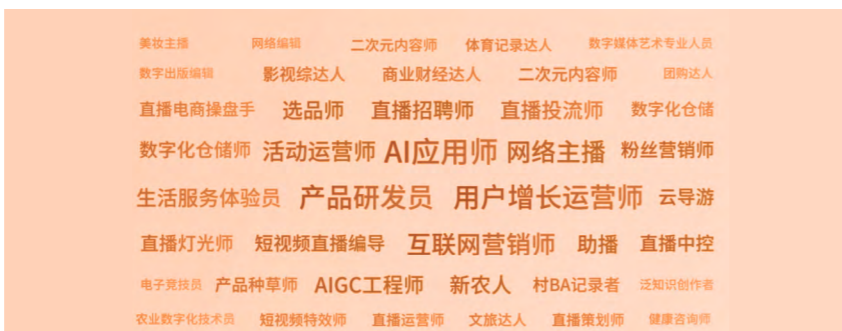 美妆主播 网络编辑 二次元内容师 体育记录达人 数字媒体艺术专业人员
数字出版编辑 影视综达人 商业财经达人 二次元内容师 团购达人
直播电商操盘手 选品师 直播招聘师 直播投流师 数字化仓储
数字化仓储师 活动运营师 AI应用师 网络主播 粉丝营销师
生活服务体验员 产品研发员 用户增长运营师 云导游
直播灯光师 短视频直播编导 互联网营销师 助播 直播中控
电子竞技员 产品种草师 AIGC工程师 新农人 村BA记录者 泛知识创作者
农业数字化技术员 短视频特效师 直播运营师 文旅达人 直播策划师 健康咨询师